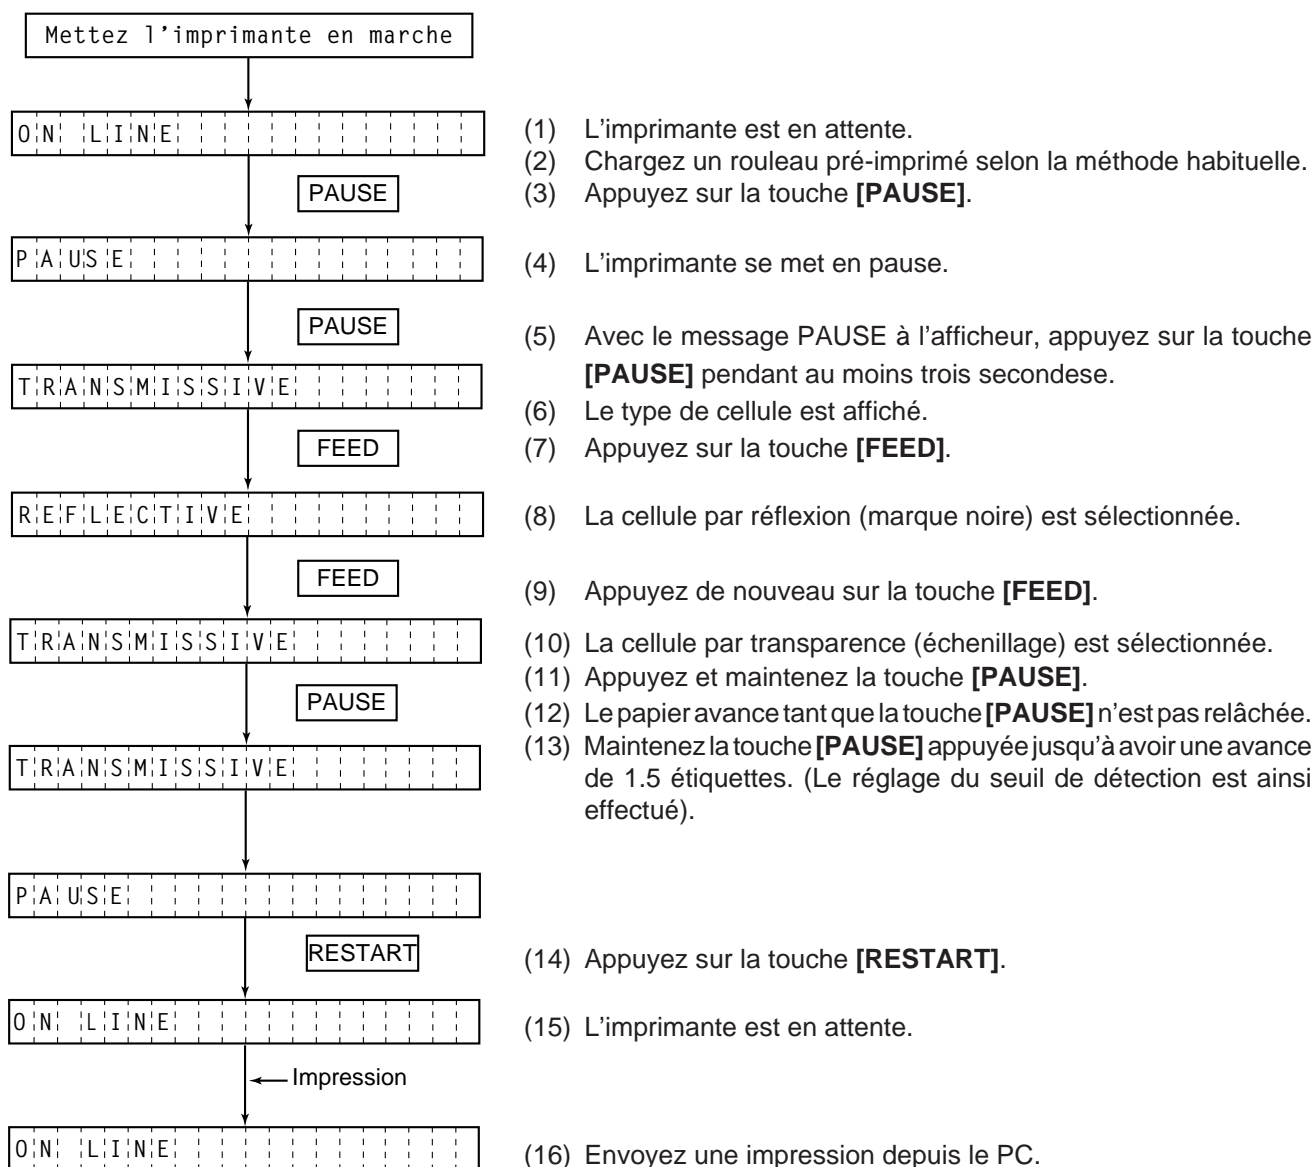 Mettez l'imprimante en marche
ON LINE
(1) L'imprimante est en attente.
(2) Chargez un rouleau pré-imprimé selon la méthode habituelle.
PAUSE
(3) Appuyez sur la touche [PAUSE].
PAUSE
(4) L'imprimante se met en pause.
PAUSE
(5) Avec le message PAUSE à l'afficheur, appuyez sur la touche
[PAUSE] pendant au moins trois secondese.
TRANSMISSIVE
(6) Le type de cellule est affiché.
FEED
(7) Appuyez sur la touche [FEED].
REFLECTIVE
(8) La cellule par réflexion (marque noire) est sélectionnée.
FEED
(9) Appuyez de nouveau sur la touche [FEED].
TRANSMISSIVE
(10) La cellule par transparence (échenillage) est sélectionnée.
(11) Appuyez et maintenez la touche [PAUSE].
PAUSE
(12) Le papier avance tant que la touche [PAUSE] n'est pas relâchée.
TRANSMISSIVE
(13) Maintenez la touche [PAUSE] appuyée jusqu'à avoir une avance
de 1.5 étiquettes. (Le réglage du seuil de détection est ainsi
effectué).
PAUSE
RESTART
(14) Appuyez sur la touche [RESTART].
ON LINE
(15) L'imprimante est en attente.
Impression
ON LINE
(16) Envoyez une impression depuis le PC.